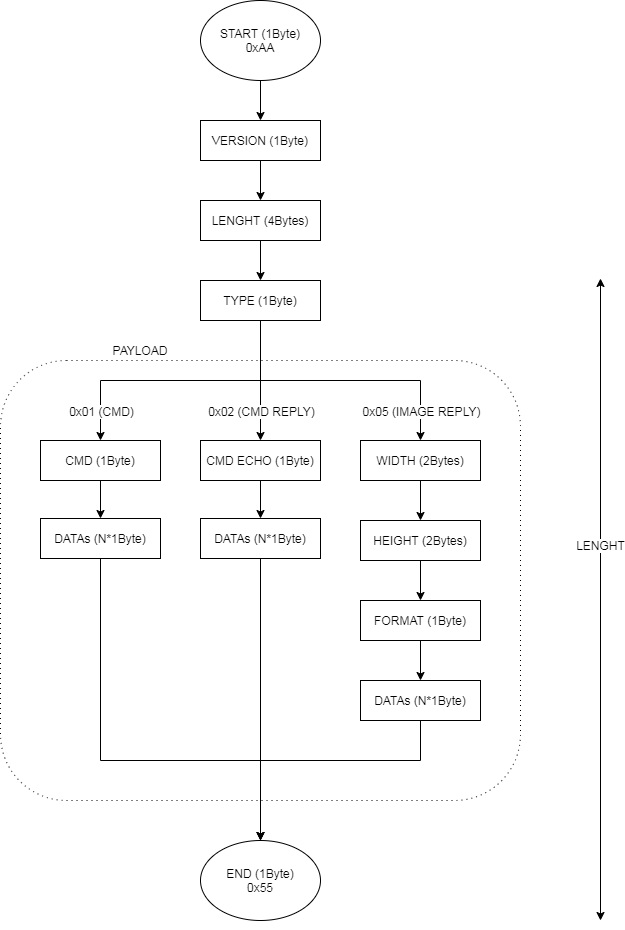 START (1Byte)
0xAA
VERSION (1Byte)
LENGHT (4Bytes)
TYPE (1Byte)
PAYLOAD
0x01 (CMD)
0x02 (CMD REPLY)
0x05 (IMAGE REPLY)
CMD (1Byte)
CMD ECHO (1Byte)
WIDTH (2Bytes)
DATAs (N*1Byte)
DATAs (N*1Byte)
HEIGHT (2Bytes)
LENGHT
FORMAT (1Byte)
DATAs (N*1Byte)
END (1Byte)
0x55